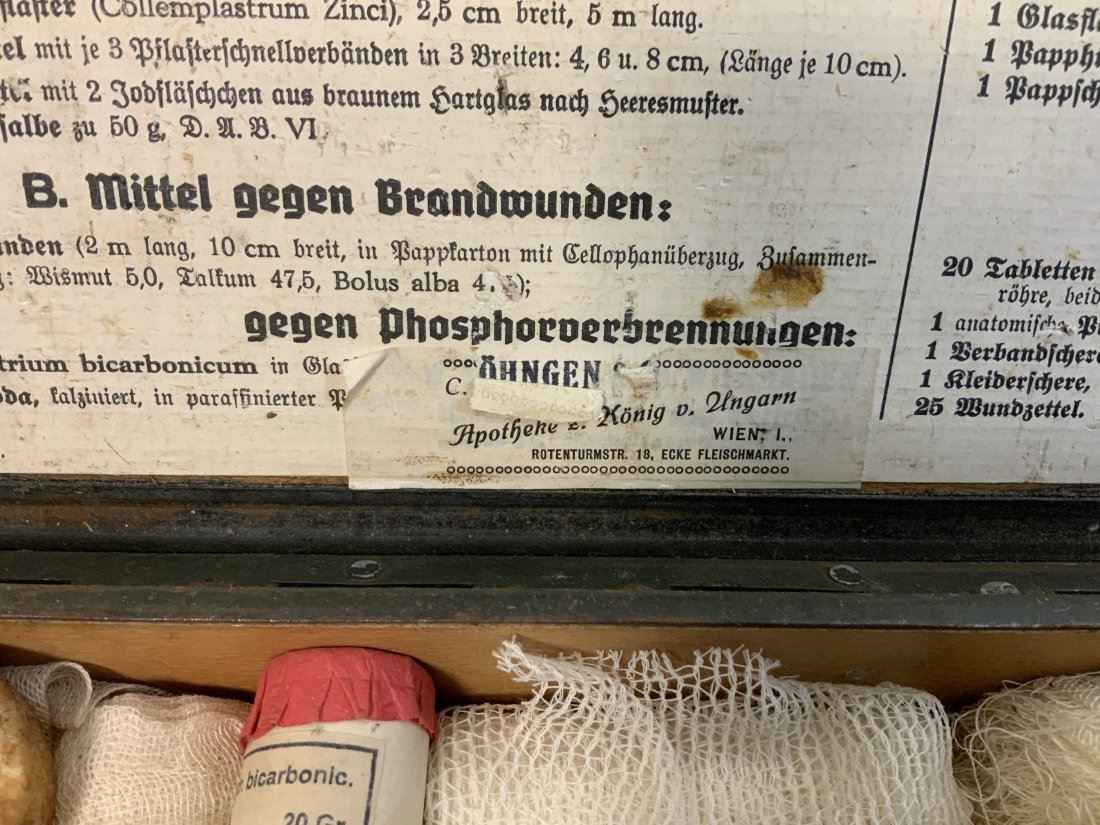 (Collemplastrum Zinci), 2,5 cm breit, 5 m lang.
mit je 3 Pflasterschnellverbänden in 3 Breiten: 4, 6 u. 8 cm, (Länge je 10 cm).
mit 2 Jodfläschchen aus braunem Hartglas nach Heeresmuster.
salbe zu 50 g, D. A. B. VI.
B. Mittel gegen Brandwunden:
nden (2 m lang, 10 cm breit, in Pappkarton mit Cellophanüberzug, Zusammen-
: Wismut 5,0, Talkum 47,5, Bolus alba 4. );
gegen Phosphorverbrennungen:
trium bicarbonicum in Gla
da, kalziniert, in paraffinierter P
1
1
1
20 Tabletten
röhre, beid
1 anatomische
1 Verbandschere
1 Kleiderschere,
25 Wundzettel.
ÖHNGEN
C.
Apotheke z. König v. Ungarn
WIEN, I.,
ROTENTURMSTR. 18, ECKE FLEISCHMARKT.
bicarbonic.
20 Gr